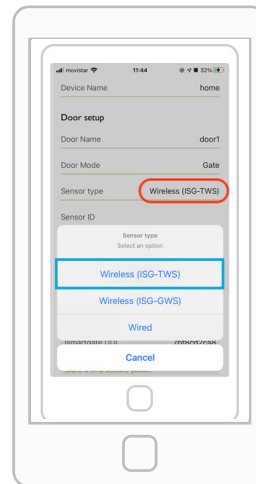 movistar 11:44 32%
Device Name home
Door setup
Door Name door1
Door Mode Gate
Sensor type Wireless (ISG-TWS)
Sensor ID
Sensor type
Select an option
Wireless (ISG-TWS)
Wireless (ISG-GWS)
Wired
Cancel